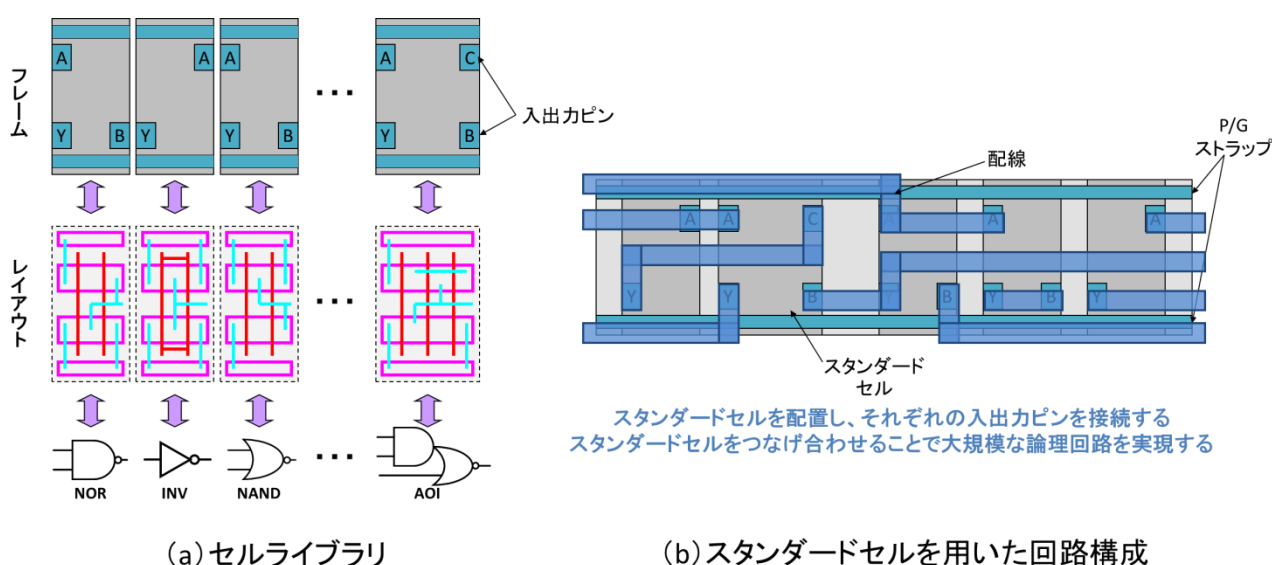 フレーム
A
Y
B
A
Y
A
Y
B
・・・
A
C
Y
B
入出力ピン
レイアウト
・・・
・・・
NOR
INV
NAND
AOI
(a)セルライブラリ
P/G
ストラップ
配線
A
A
C
A
A
A
Y
Y
B
Y
B
Y
B
Y
スタンダード
セル
スタンダードセルを配置し、それぞれの入出力ピンを接続する
スタンダードセルをつなげ合わせることで大規模な論理回路を実現する
(b)スタンダードセルを用いた回路構成